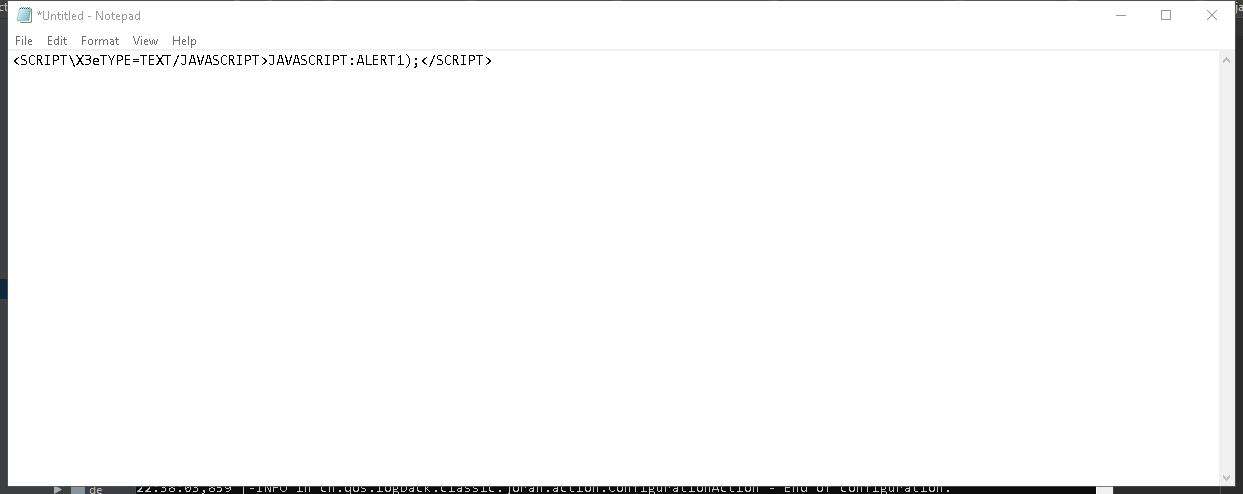 *Untitled - Notepad
File Edit Format View Help
<SCRIPT\X3eTYPE=TEXT/JAVASCRIPT>JAVASCRIPT:ALERT1);</SCRIPT>
de 22:38:03,859 |-INFO in ch.qos.logback.classic.joran.action.ConfigurationAction - End of configuration.